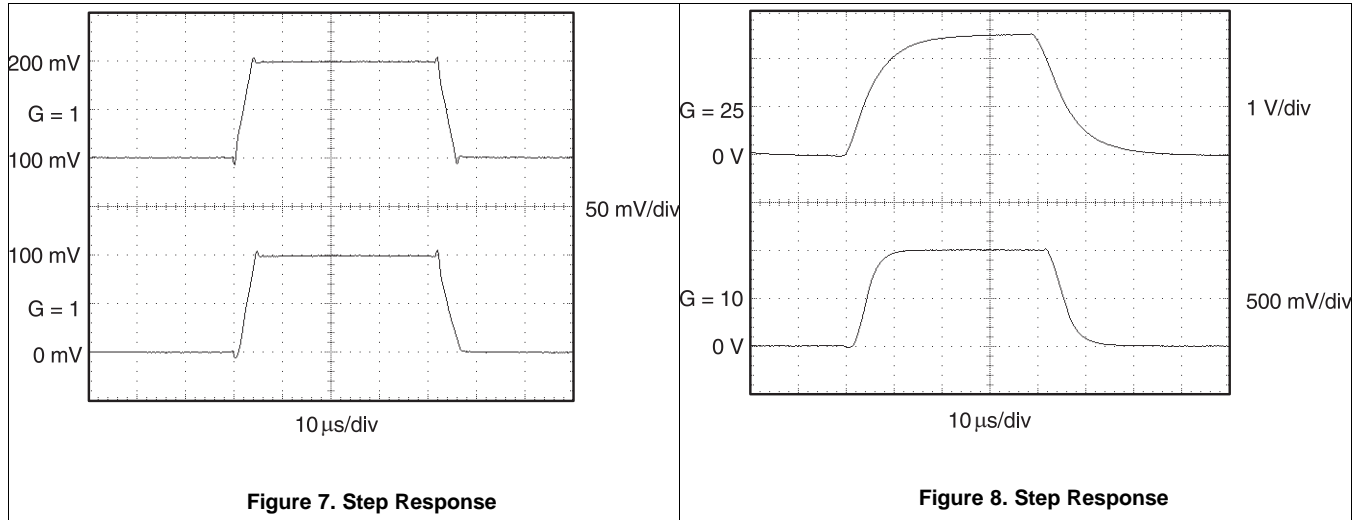 200 mV
G = 1
100 mV
50 mV/div
100 mV
G = 1
0 mV
10 µs/div
Figure 7. Step Response
G = 25
1 V/div
0 V
G = 10
500 mV/div
0 V
10 µs/div
Figure 8. Step Response